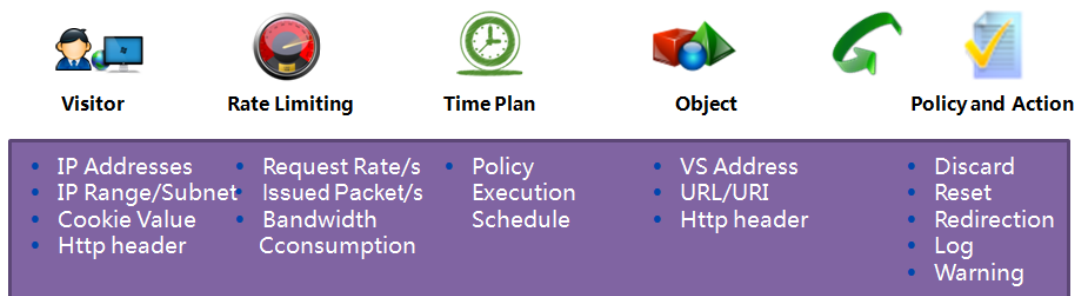 Visitor
Rate Limiting
Time Plan
Object
Policy and Action
• IP Addresses
• IP Range/Subnet
• Cookie Value
• Http header
• Request Rate/s
• Issued Packet/s
• Bandwidth
Cconsumption
• Policy
Execution
Schedule
• VS Address
• URL/URI
• Http header
• Discard
• Reset
• Redirection
• Log
• Warning